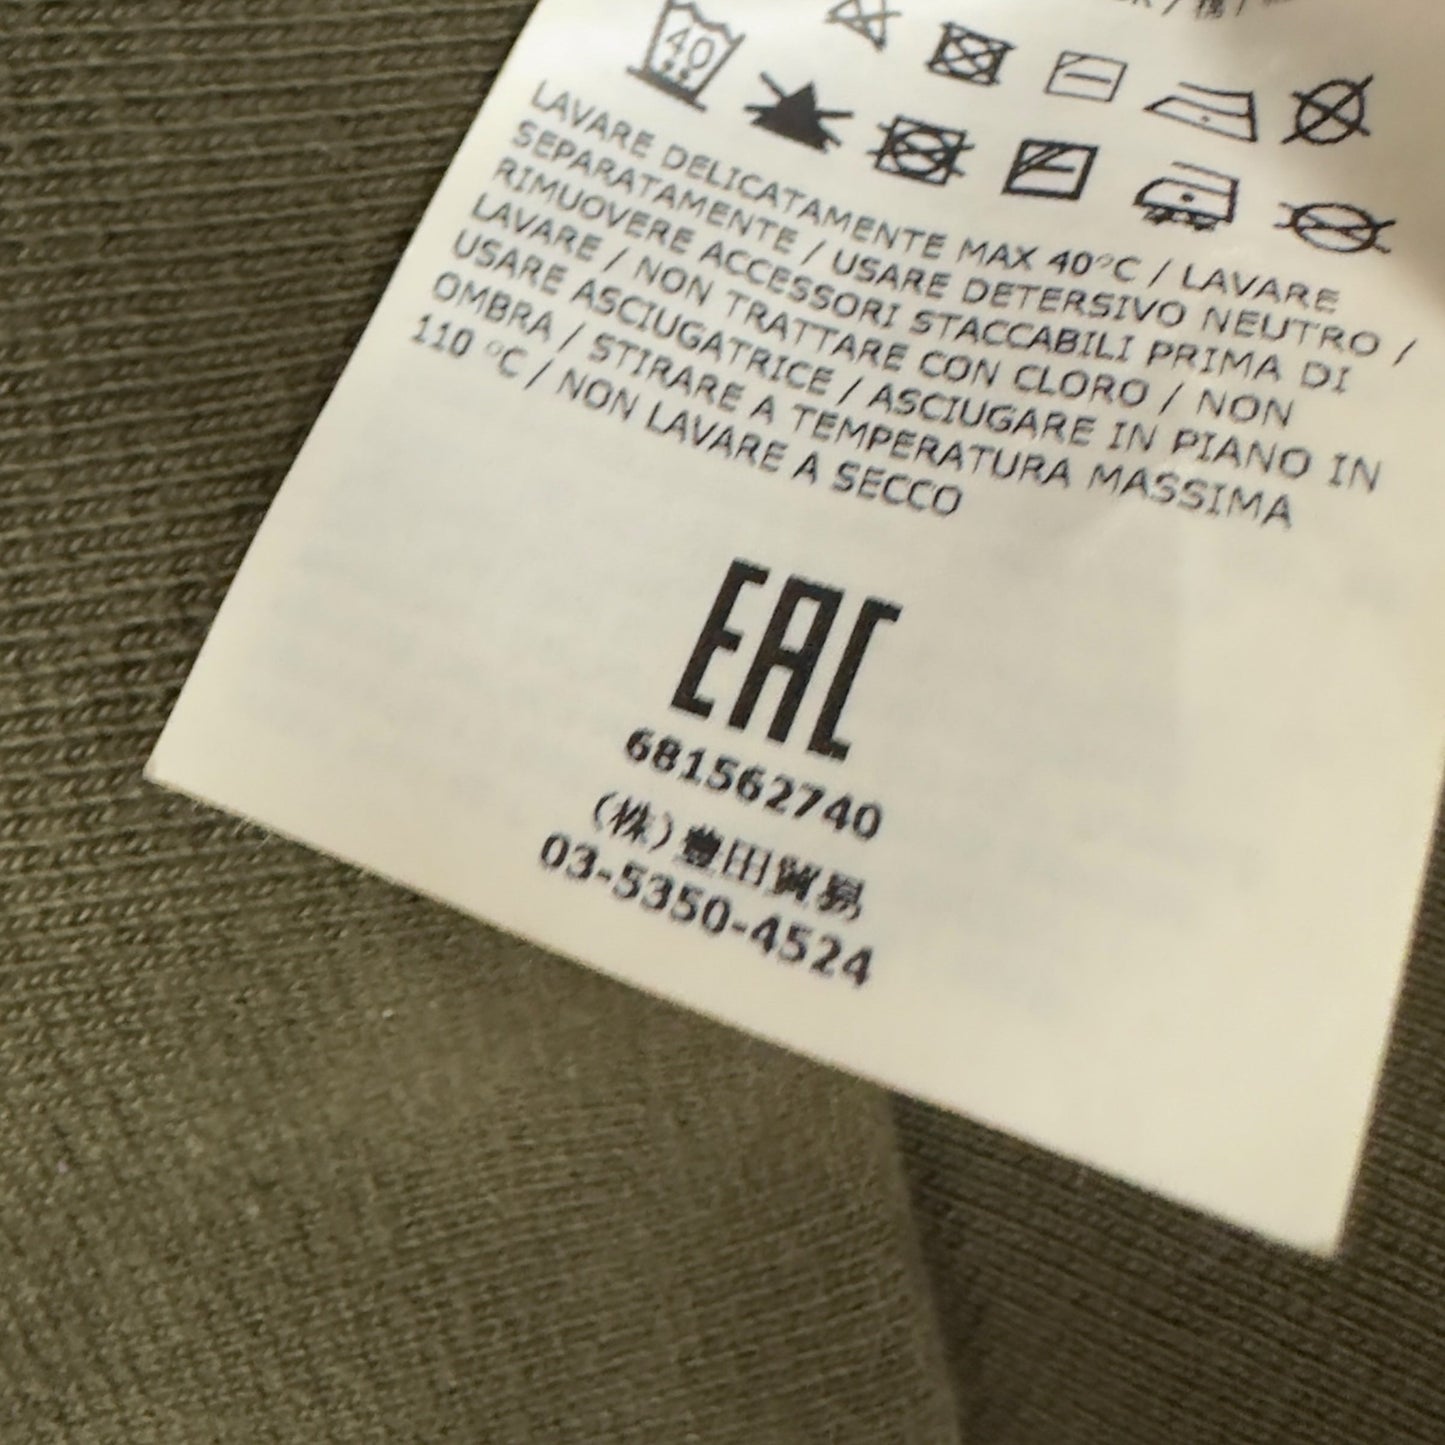 40
LAVARE DELICATAMENTE MAX 40°C / LAVARE
SEPARATAMENTE / USARE DETERSIVO NEUTRO /
RIMUOVERE ACCESSORI STACCABILI PRIMA DI
LAVARE / NON TRATTARE CON CLORO / NON
USARE ASCIUGATRICE / ASCIUGARE IN PIANO IN
OMBRA / STIRARE A TEMPERATURA MASSIMA
110 °C / NON LAVARE A SECCO
EAC
681562740
(株)豊田貿易
03-5350-4524